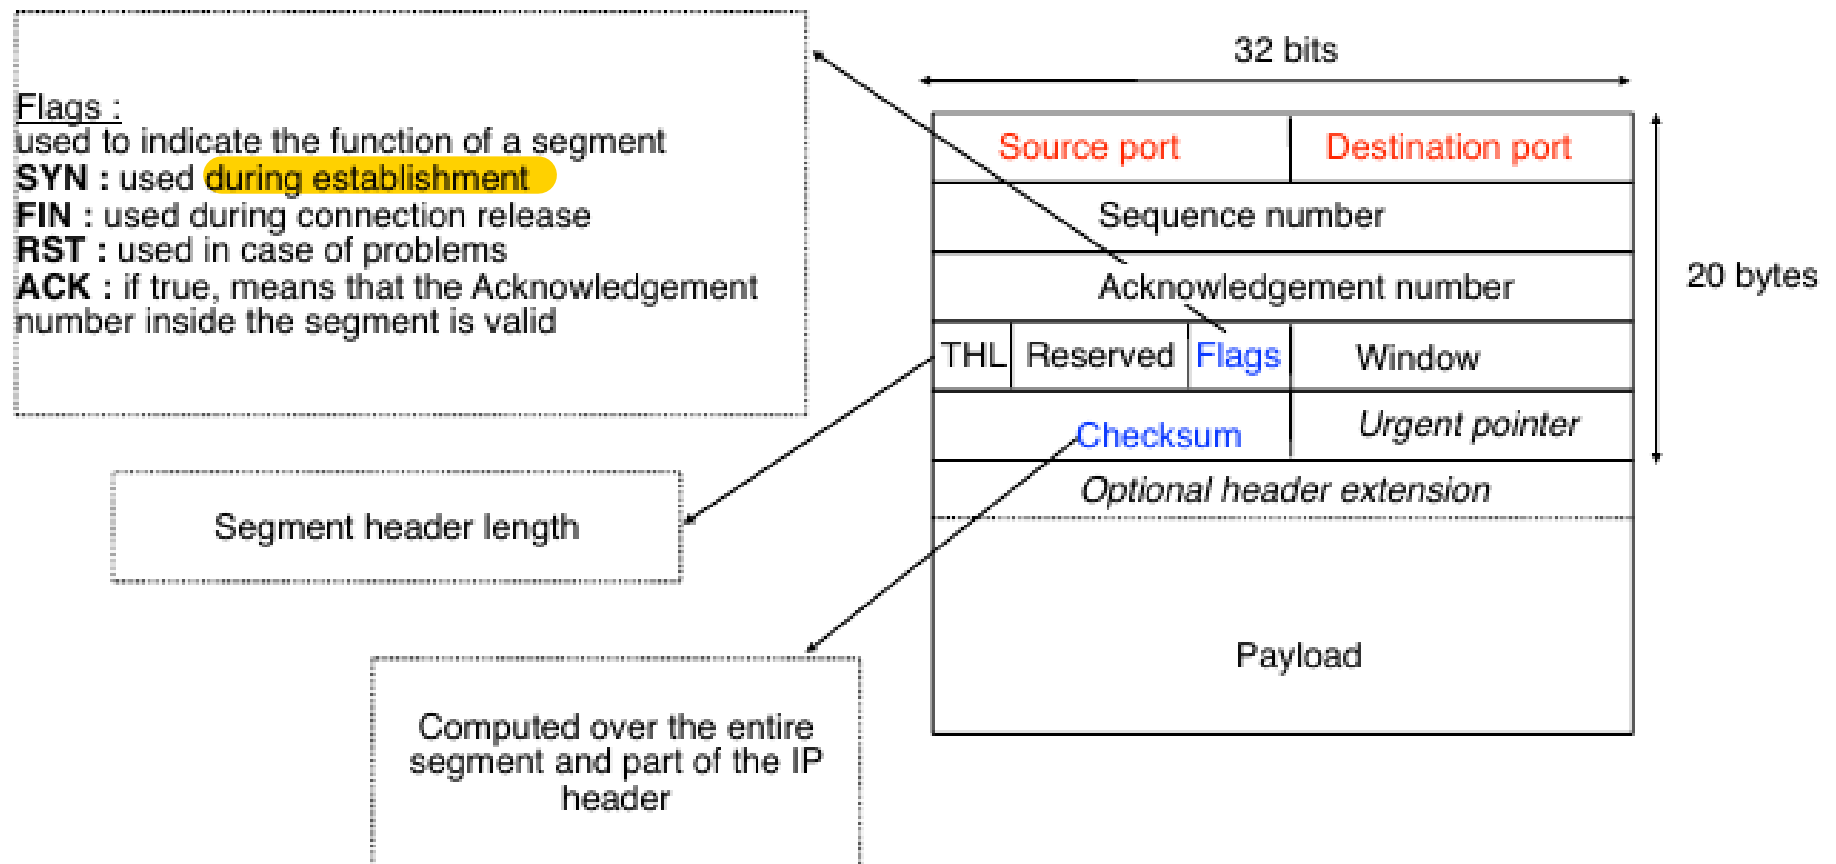 Flags :
used to indicate the function of a segment
SYN : used during establishment
FIN : used during connection release
RST : used in case of problems
ACK : if true, means that the Acknowledgement
number inside the segment is valid
Segment header length
Computed over the entire
segment and part of the IP
header
32 bits
Source port
Destination port
Sequence number
Acknowledgement number
20 bytes
THL
Reserved
Flags
Window
Checksum
Urgent pointer
Optional header extension
Payload